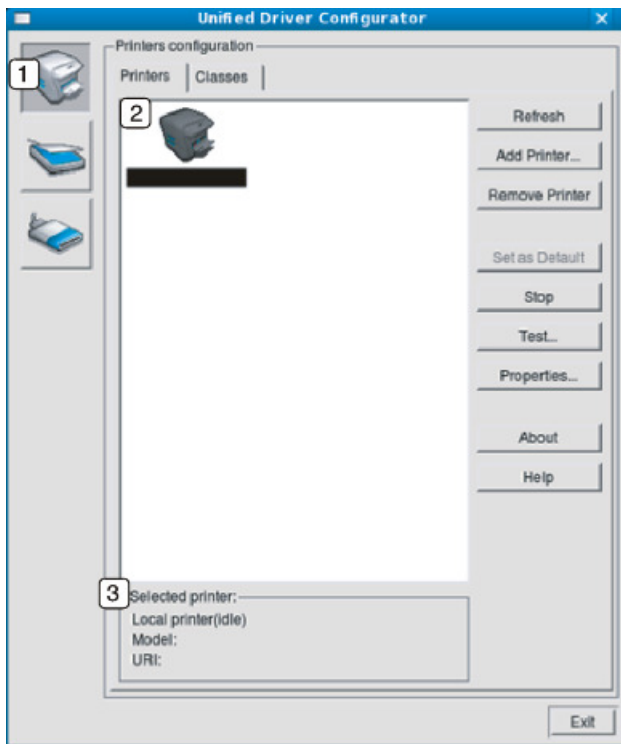 Unified Driver Configurator
Printers configuration
1
Printers
Classes
2
Refresh
Add Printer...
Remove Printer
Set as Default
Stop
Test...
Properties...
About
Help
3
Selected printer:
Local printer(idle)
Model:
URI:
Exit